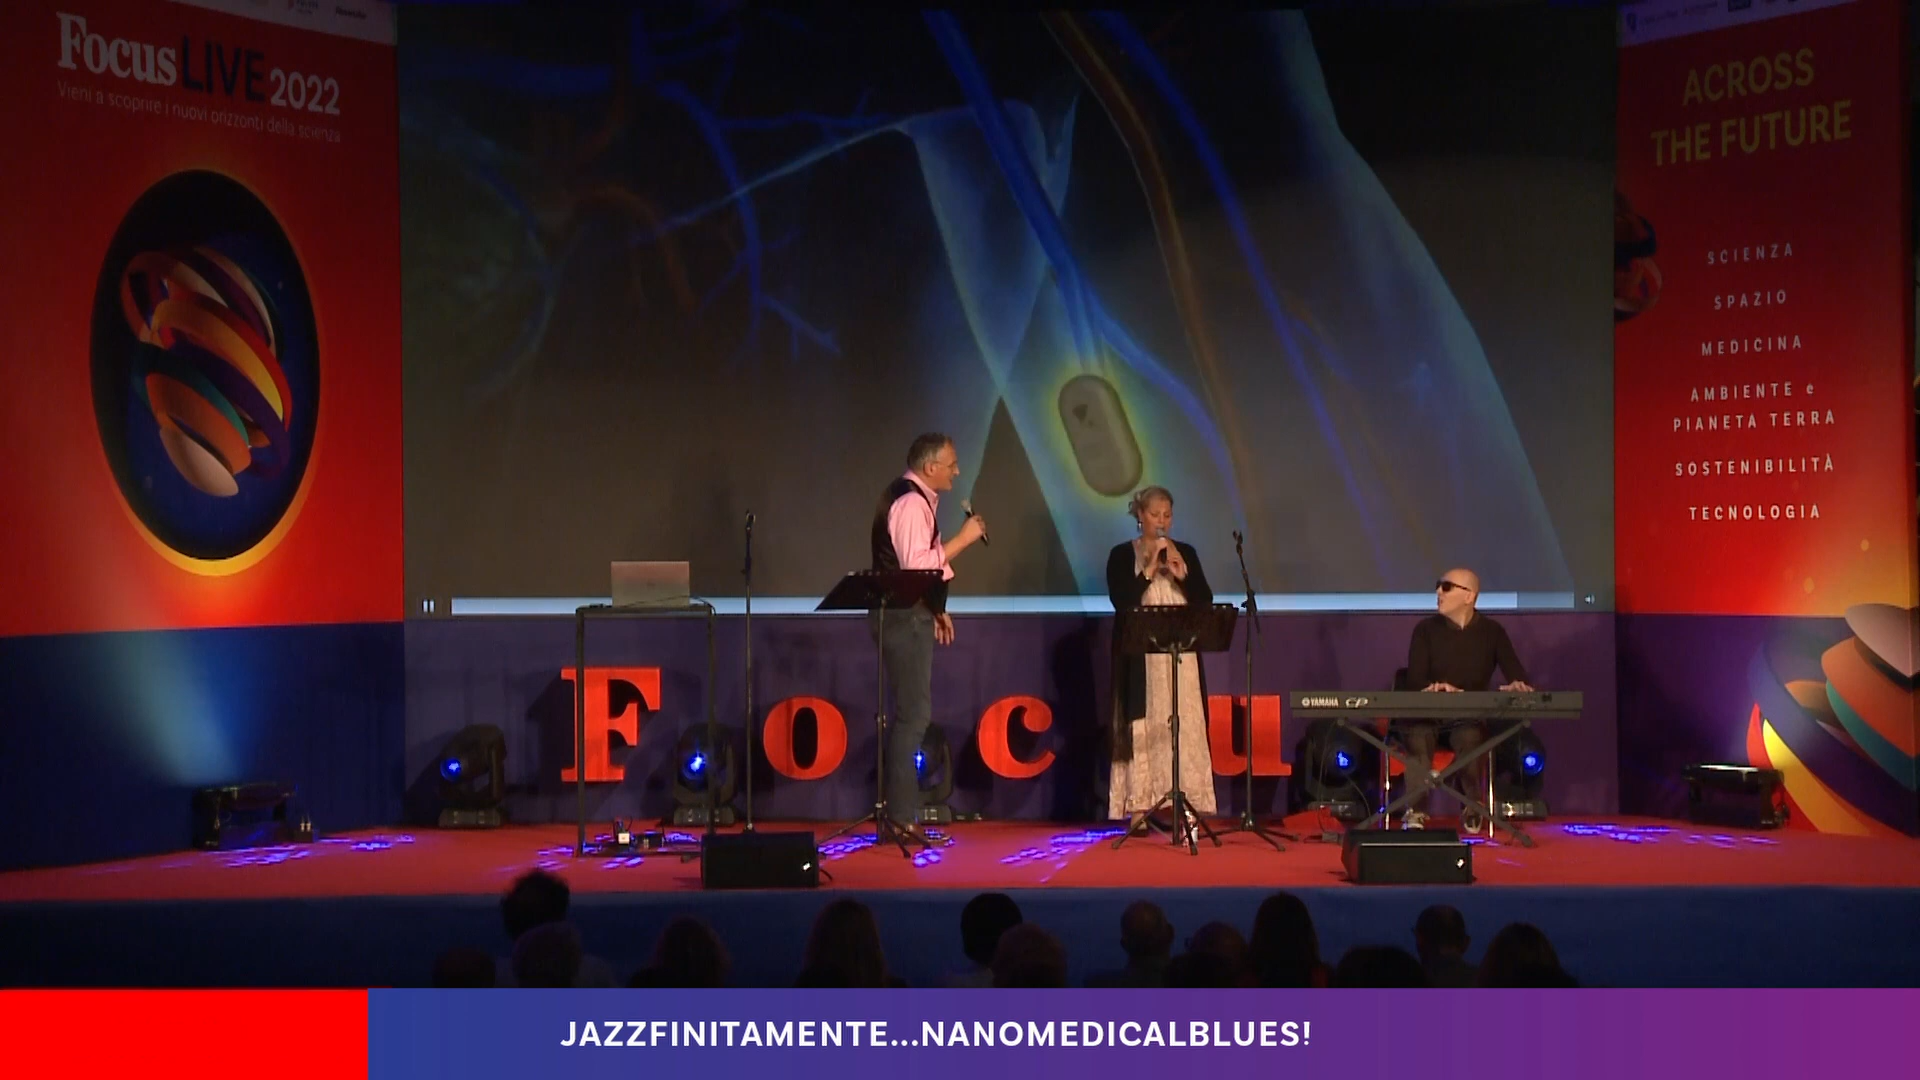 Focus LIVE 2022
Vieni a scoprire i nuovi orizzonti della scienza
ACROSS
THE FUTURE
SCIENZA
SPAZIO
MEDICINA
AMBIENTE e
PIANETA TERRA
SOSTENIBILITÀ
TECNOLOGIA
F o c u
YAMAHA CP
JAZZFINITAMENTE...NANOMEDICALBLUES!